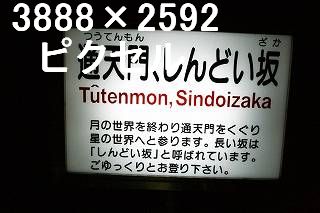 3888×2592
ピクセル
つうてんもん ざか
通天門、しんどい坂
Tutenmon, Sindoizaka
月の世界を終わり通天門をくぐり
星の世界へと参ります。長い坂は
「しんどい坂」と呼ばれています。
ごゆっくりとお登り下さい。